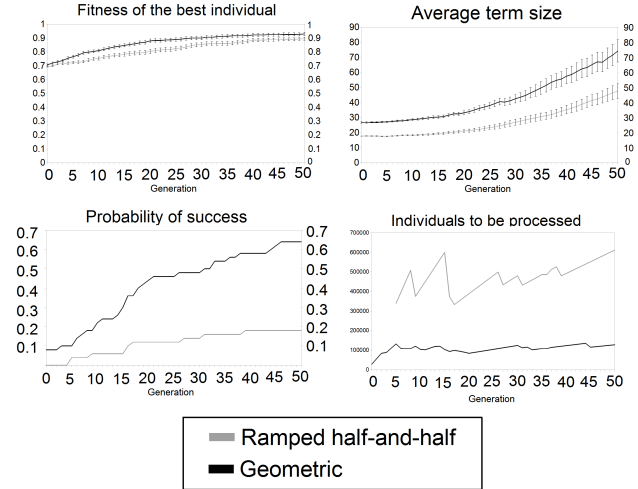 Fitness of the best individual
1 1
0.9 0.9
0.8 0.8
0.7 0.7
0.6 0.6
0.5 0.5
0.4 0.4
0.3 0.3
0.2 0.2
0.1 0.1
0 0
0 5 10 15 20 25 30 35 40 45 50
Generation
Average term size
90 90
80 80
70 70
60 60
50 50
40 40
30 30
20 20
10 10
0 0
0 5 10 15 20 25 30 35 40 45 50
Generation
Probability of success
0.7 0.7
0.6 0.6
0.5 0.5
0.4 0.4
0.3 0.3
0.2 0.2
0.1 0.1
0 5 10 15 20 25 30 35 40 45 50
Generation
Individuals to be processed
700000
600000
500000
400000
300000
200000
100000
0
0 5 10 15 20 25 30 35 40 45 50
Generation
Ramped half-and-half
Geometric